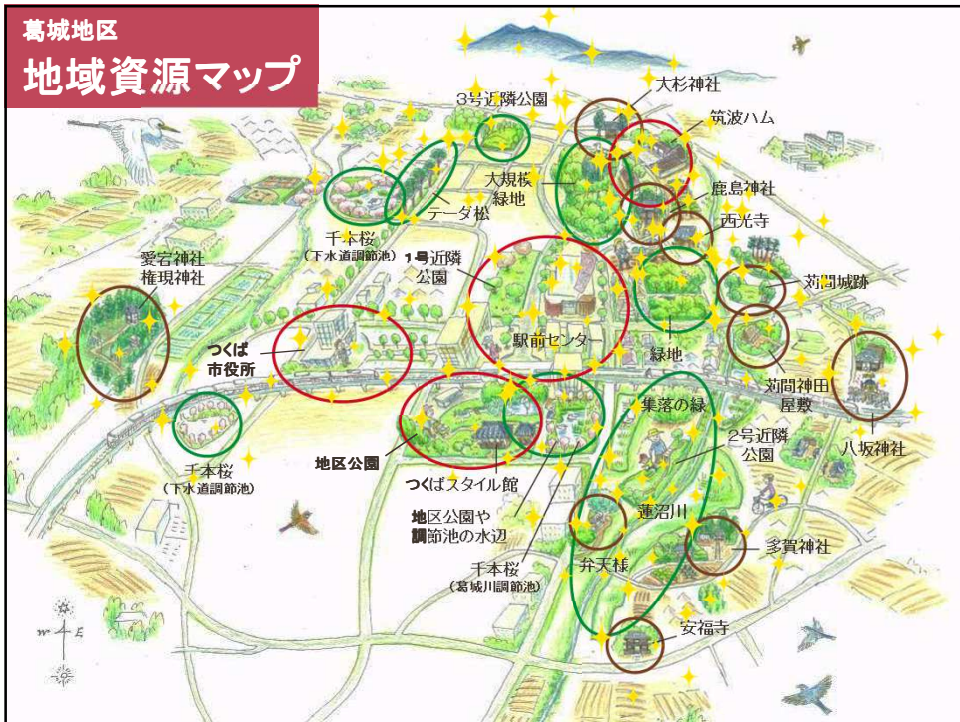 葛城地区
地域資源マップ
大杉神社
3号近隣公園
筑波ハム
大規模
緑地
鹿島神社
テーダ松
西光寺
千本桜
(下水道調節池)
1号近隣
公園
愛宕神社
権現神社
苅間城跡
つくば
市役所
駅前センター
緑地
苅間神田
屋敷
集落の緑
2号近隣
公園
八坂神社
地区公園
千本桜
(下水道調節池)
つくばスタイル館
地区公園や
調節池の水辺
蓮沼川
弁天様
多賀神社
千本桜
(葛城川調節池)
安福寺
W E